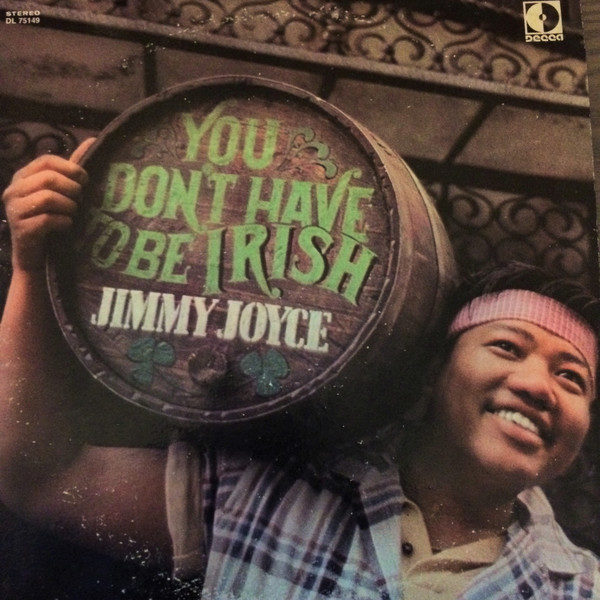 STEREO
DL 75149
DECCA
YOU
DON'T HAVE
TO BE IRISH
JIMMY JOYCE